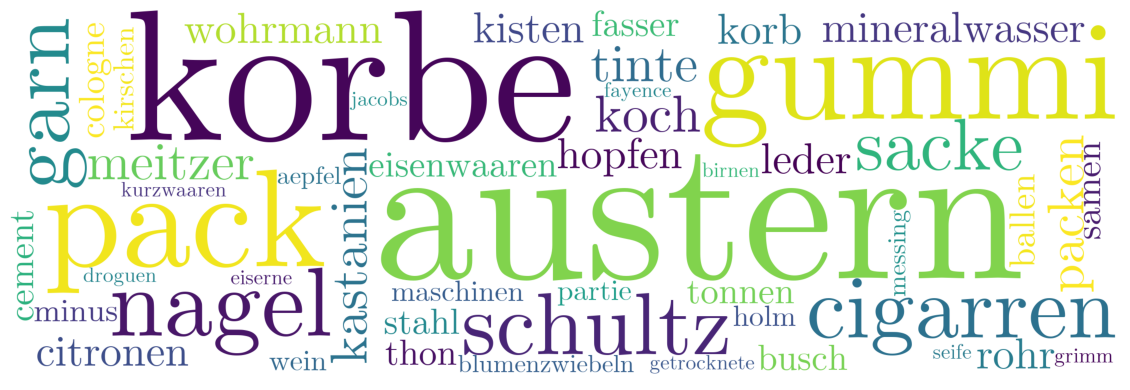 garn
cologne
kirschen
korbe
wohrmann
jacobs
kisten
fasser
korb
mineralwasser
tinte
fayence
koch
gummi
meitzer
kurzwaaren
aepfel
kastanien
eisenwaaren
hopfen
birnen
leder
sacke
pack
austern
ballen
packen
samen
cement
droguen
eiserne
minus
nagel
maschinen
partie
tonnen
messing
cigarren
stahl
schultz
holm
citronen
wein
thon
blumenzwiebeln
getrocknete
busch
seife
rohr
grimm